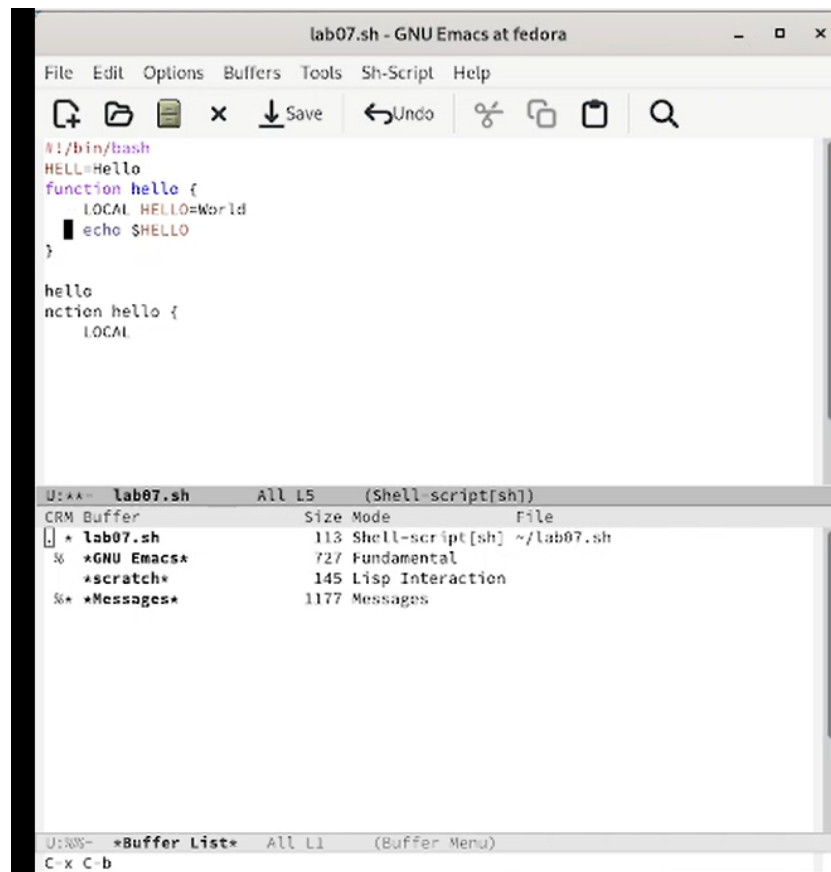 lab07.sh - GNU Emacs at fedora
File Edit Options Buffers Tools Sh-Script Help
Save Undo
#!/bin/bash
HELL=Hello
function hello {
    LOCAL HELLO=World
    echo $HELLO
}
hello
nction hello {
    LOCAL
U:**- lab07.sh All L5 (Shell-script[sh])
CRM Buffer Size Mode File
. * lab07.sh 113 Shell-script[sh] ~/lab07.sh
% *GNU Emacs* 727 Fundamental
*scratch* 145 Lisp Interaction
%* *Messages* 1177 Messages
U:%%- *Buffer List* All L1 (Buffer Menu)
C-x C-b